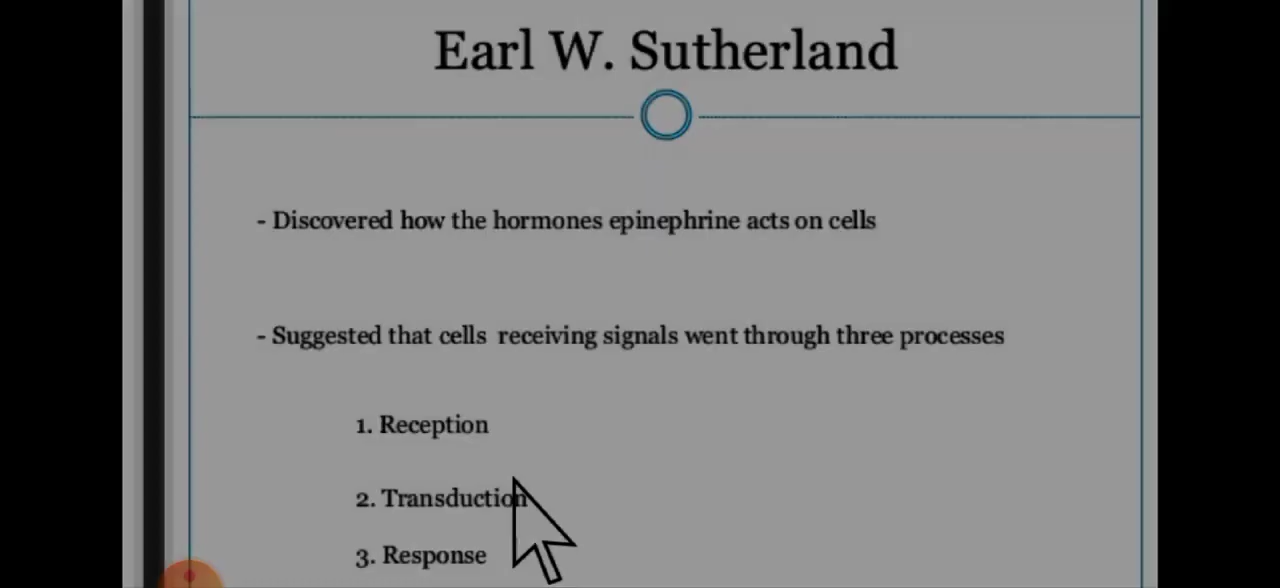 Earl W. Sutherland
- Discovered how the hormones epinephrine acts on cells
- Suggested that cells receiving signals went through three processes
1. Reception
2. Transduction
3. Response